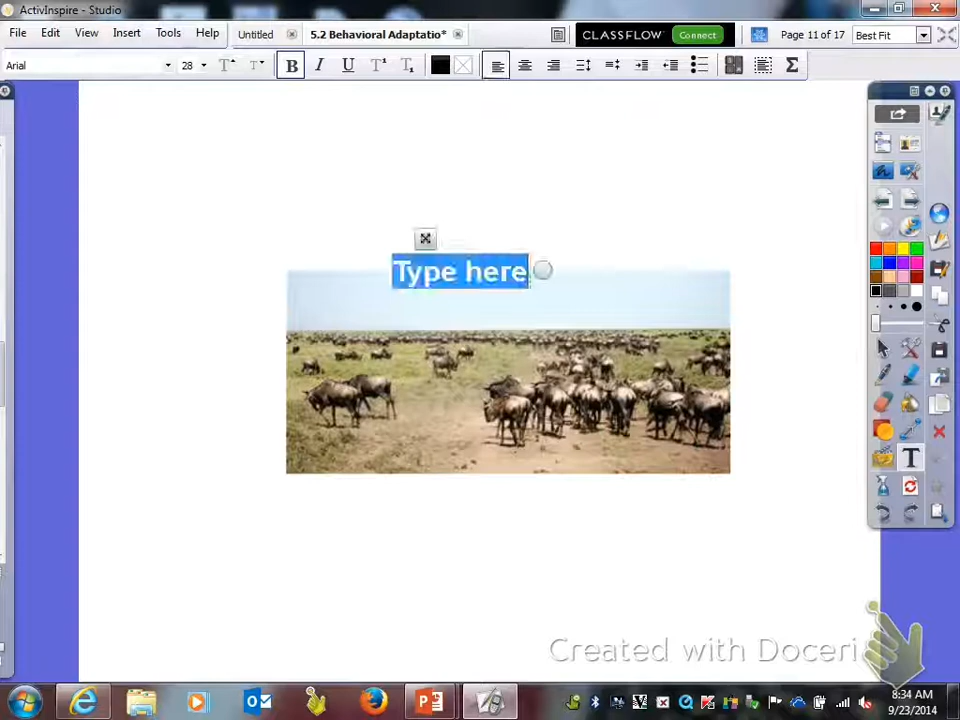 ActivInspire - Studio
File Edit View Insert Tools Help Untitled 5.2 Behavioral Adaptatio* CLASSFLOW Connect Page 11 of 17 Best Fit
Arial 28 B I U T T Σ
Type here
T
Created with Doceri
8:34 AM
9/23/2014